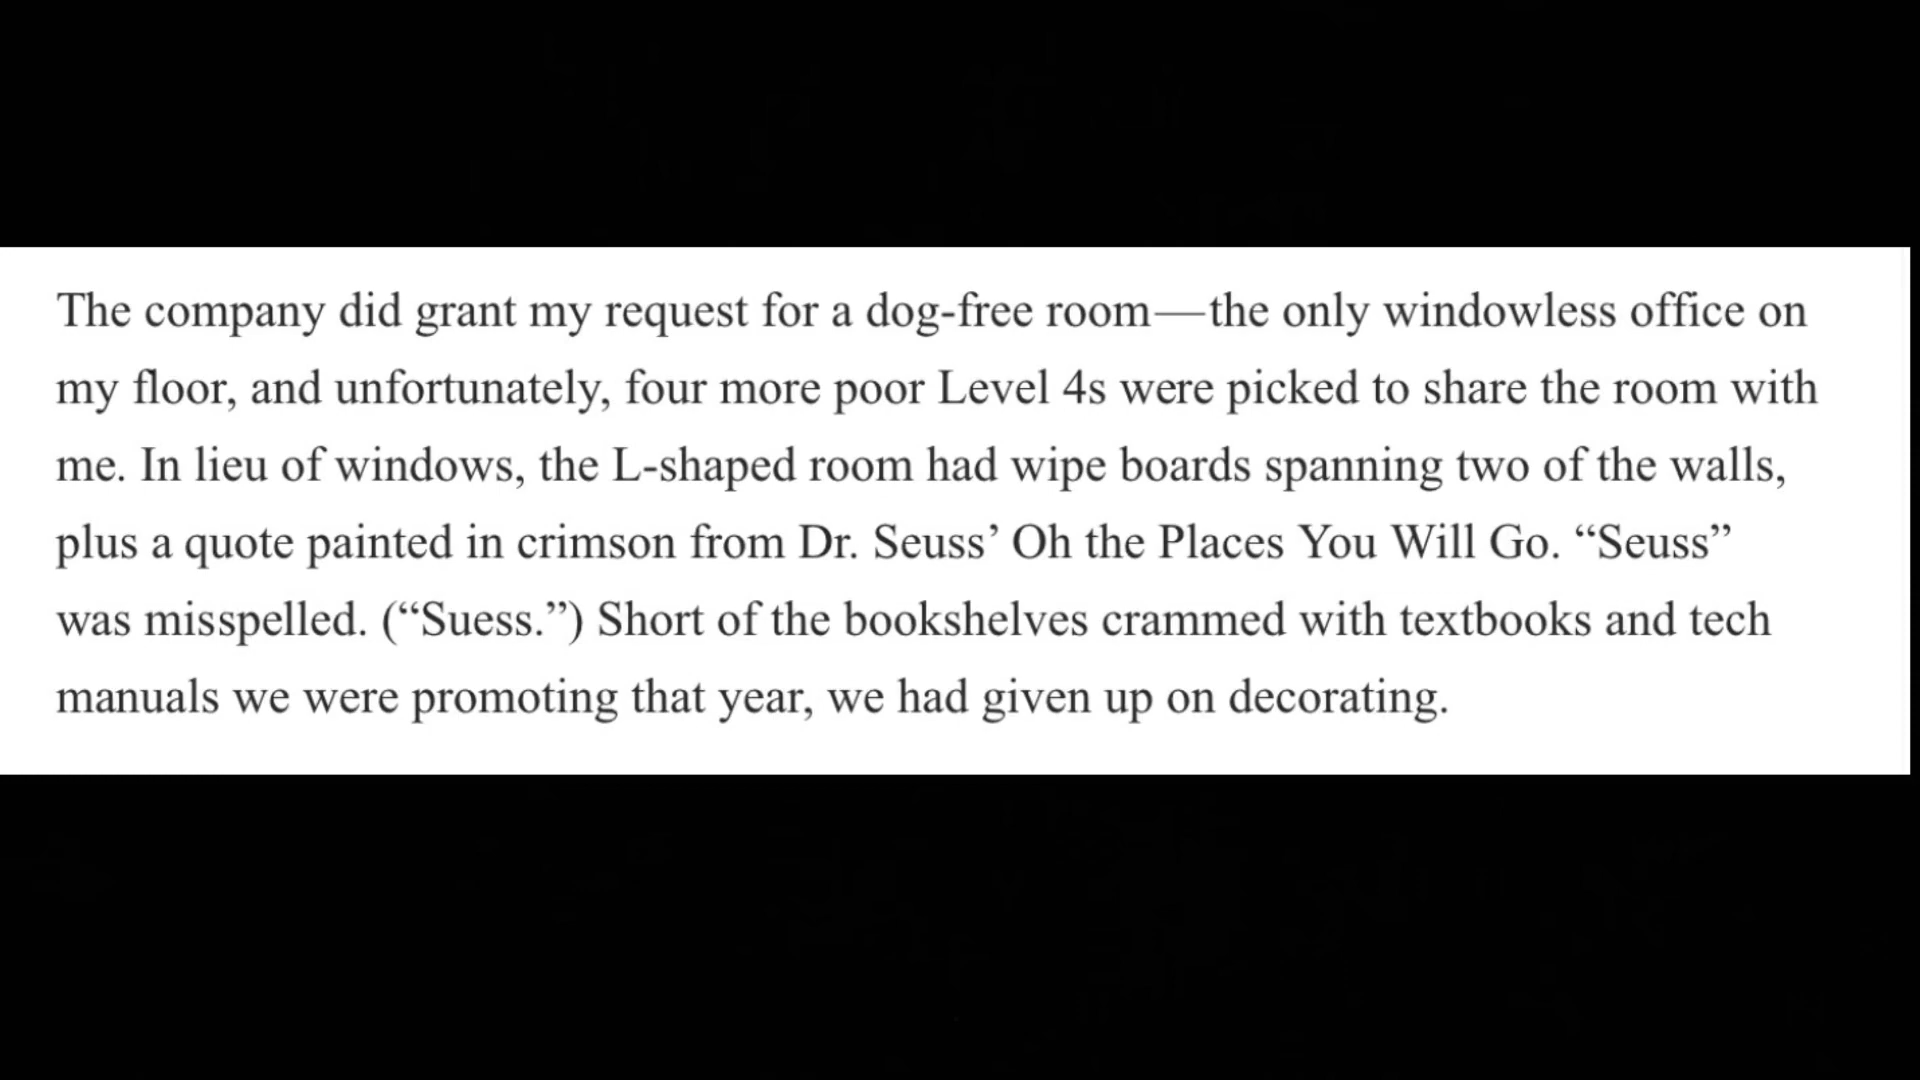 The company did grant my request for a dog-free room—the only windowless office on
my floor, and unfortunately, four more poor Level 4s were picked to share the room with
me. In lieu of windows, the L-shaped room had wipe boards spanning two of the walls,
plus a quote painted in crimson from Dr. Seuss’ Oh the Places You Will Go. “Seuss”
was misspelled. (“Suess.”) Short of the bookshelves crammed with textbooks and tech
manuals we were promoting that year, we had given up on decorating.